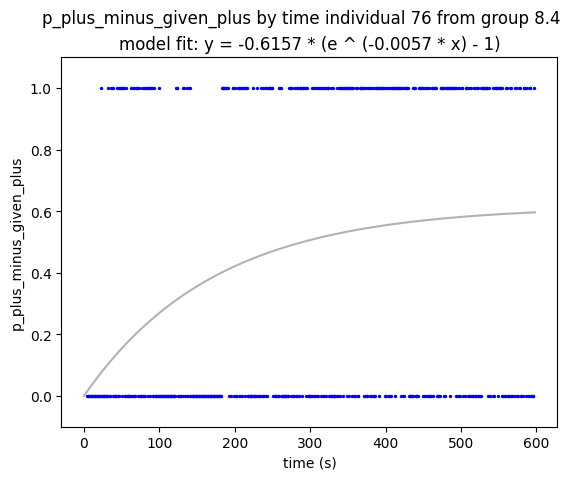 p_plus_minus_given_plus by time individual 76 from group 8.4
model fit: y = -0.6157 * (e ^ (-0.0057 * x) - 1)
1.0
0.8
0.6
0.4
0.2
0.0
p_plus_minus_given_plus
0 100 200 300 400 500 600
time (s)